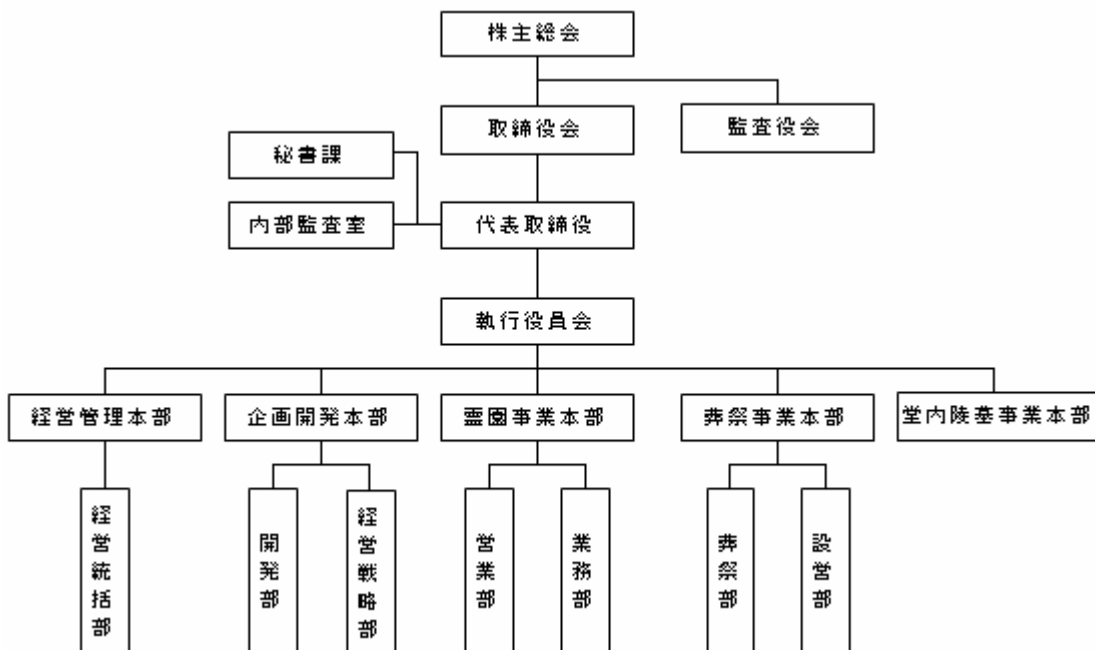 株主総会
取締役会
監査役会
秘書課
内部監査室
代表取締役
執行役員会
経営管理本部
企画開発本部
霊園事業本部
葬祭事業本部
堂内陵墓事業本部
経営統括部
開発部
経営戦略部
営業部
業務部
葬祭部
設営部